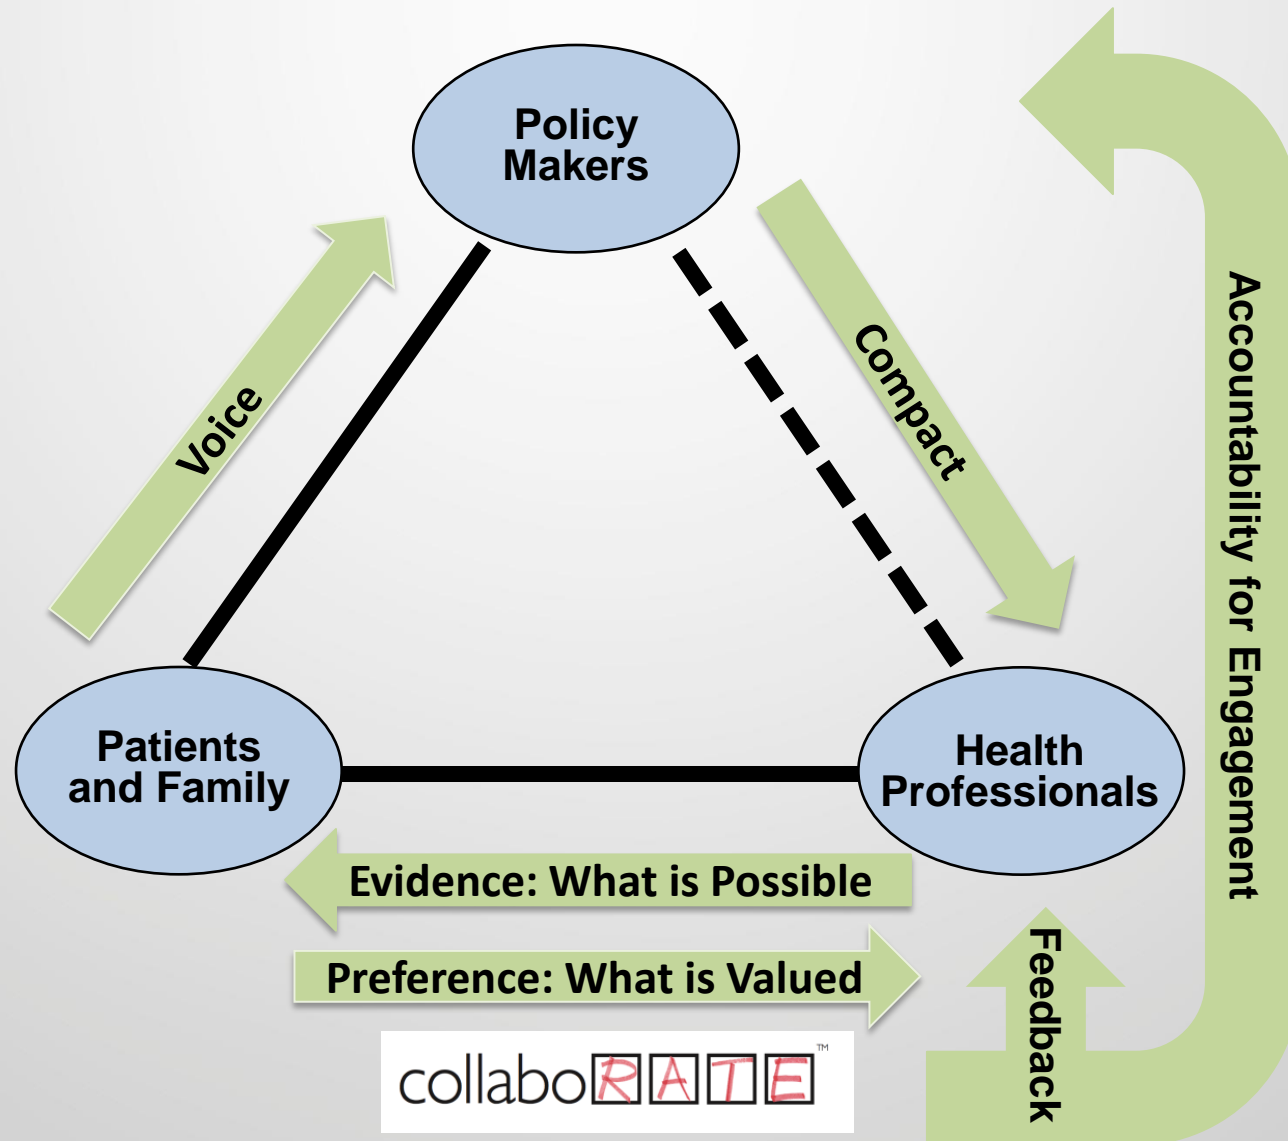 Policy
Makers
Voice
Compact
Accountability for Engagement
Patients
and Family
Health
Professionals
Evidence: What is Possible
Preference: What is Valued
Feedback
collaboRATE™